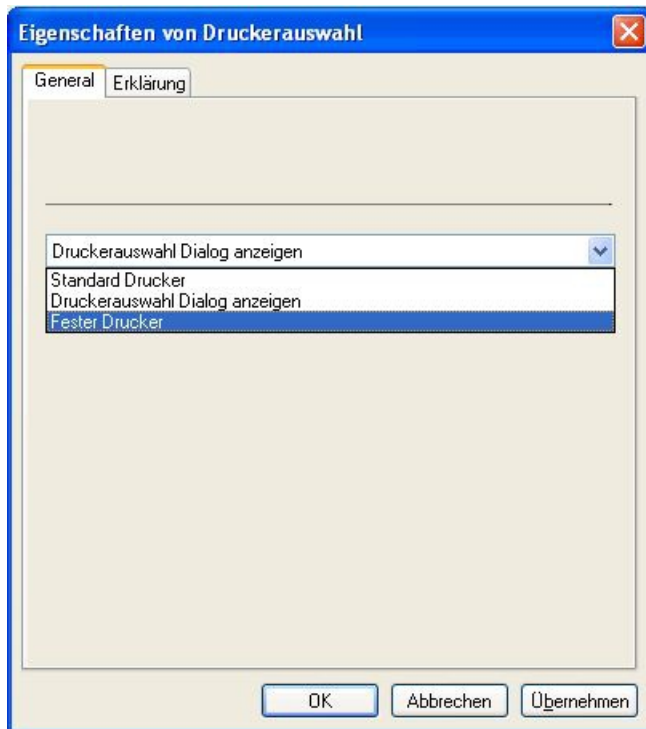 Eigenschaften von Druckerauswahl
General Erklärung
Druckerauswahl Dialog anzeigen
Standard Drucker
Druckerauswahl Dialog anzeigen
Fester Drucker
OK Abbrechen Übernehmen